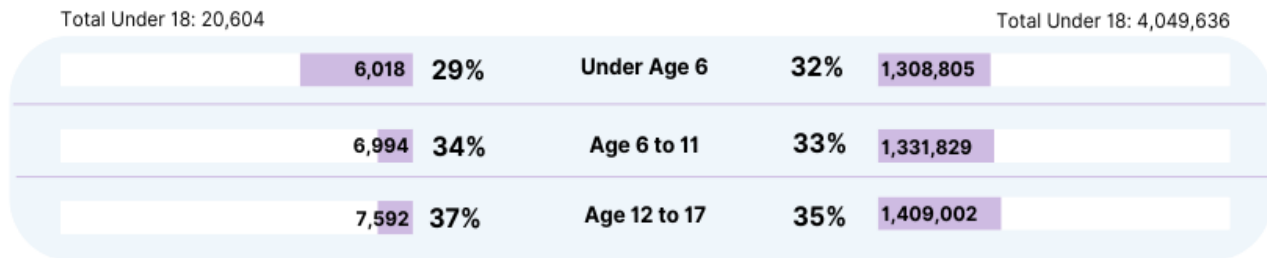 Total Under 18: 20,604 Total Under 18: 4,049,636
6,018 29% Under Age 6 32% 1,308,805
6,994 34% Age 6 to 11 33% 1,331,829
7,592 37% Age 12 to 17 35% 1,409,002